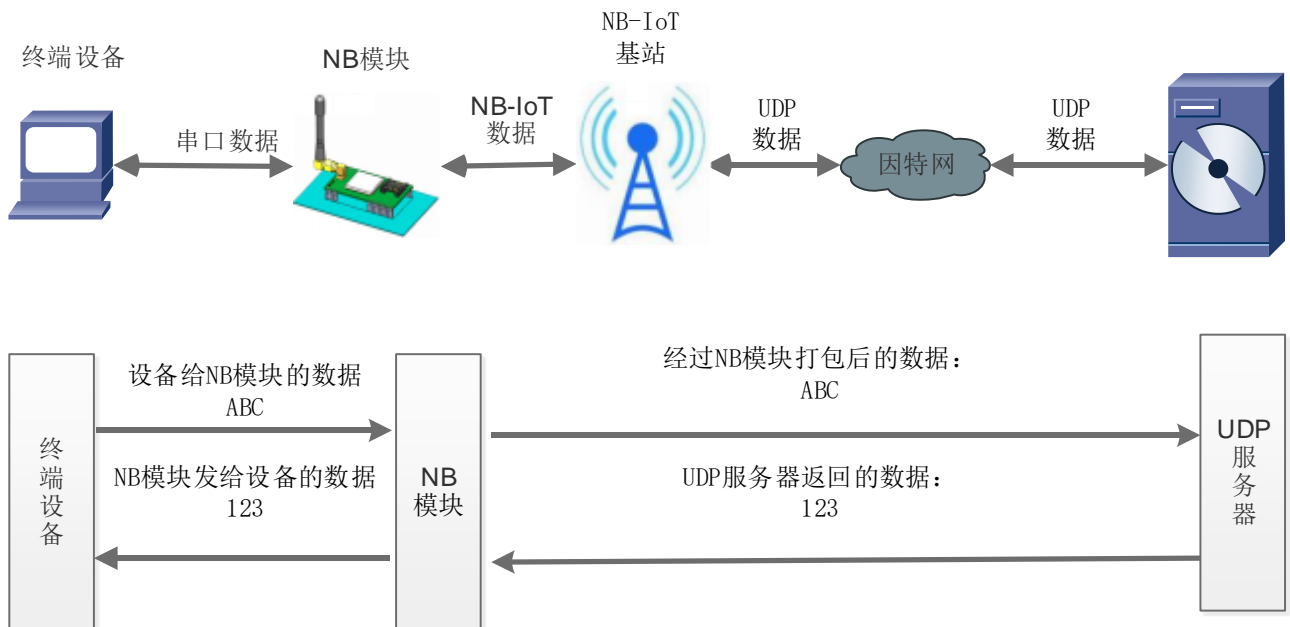 NB-IoT
基站
终端设备
NB模块
串口数据
NB-IoT
数据
UDP
数据
因特网
UDP
数据
设备给NB模块的数据
ABC
经过NB模块打包后的数据:
ABC
NB模块发给设备的数据
123
UDP服务器返回的数据:
123
终
端
设
备
NB
模块
UDP
服
务
器